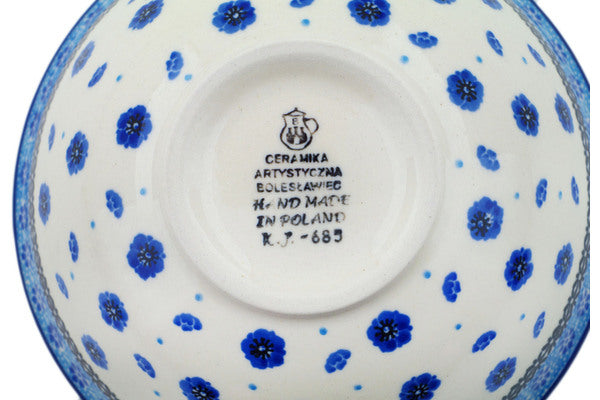 CERAMIKA
ARTYSTYCZNA
BOLESŁAWIEC
HAND MADE
IN POLAND
K.J.-685